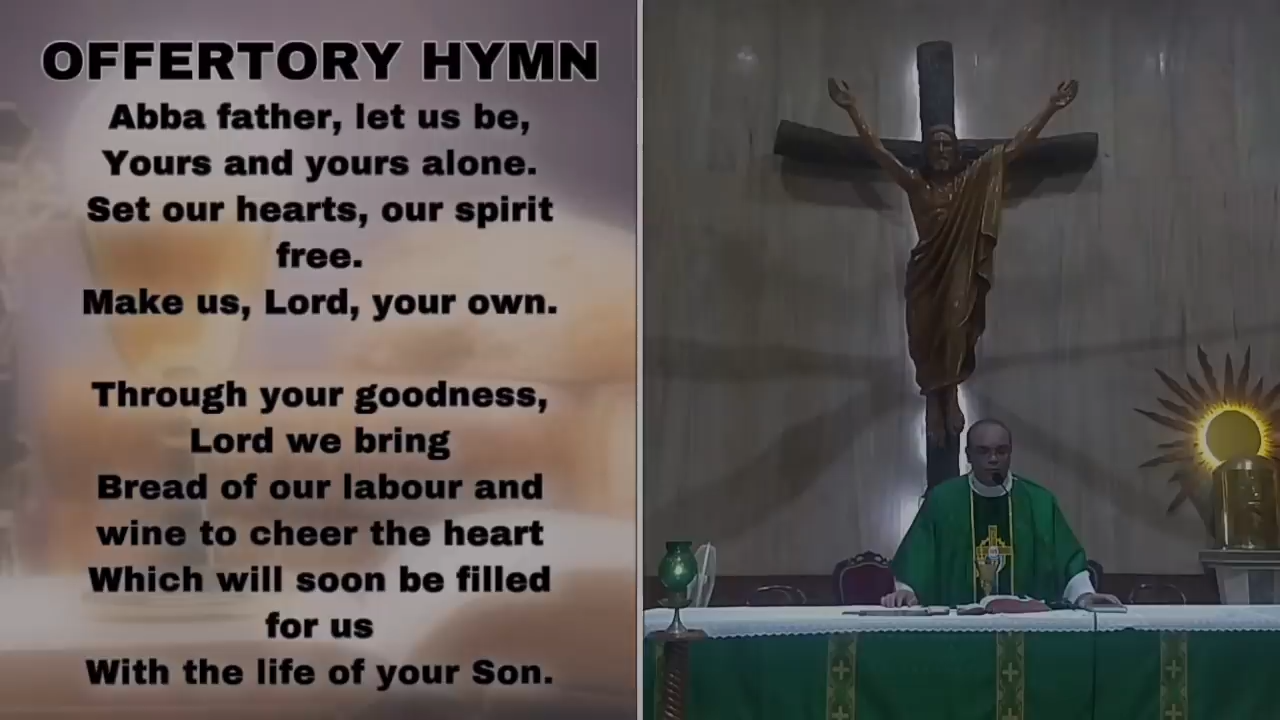 OFFERTORY HYMN
Abba father, let us be,
Yours and yours alone.
Set our hearts, our spirit
free.
Make us, Lord, your own.
Through your goodness,
Lord we bring
Bread of our labour and
wine to cheer the heart
Which will soon be filled
for us
With the life of your Son.